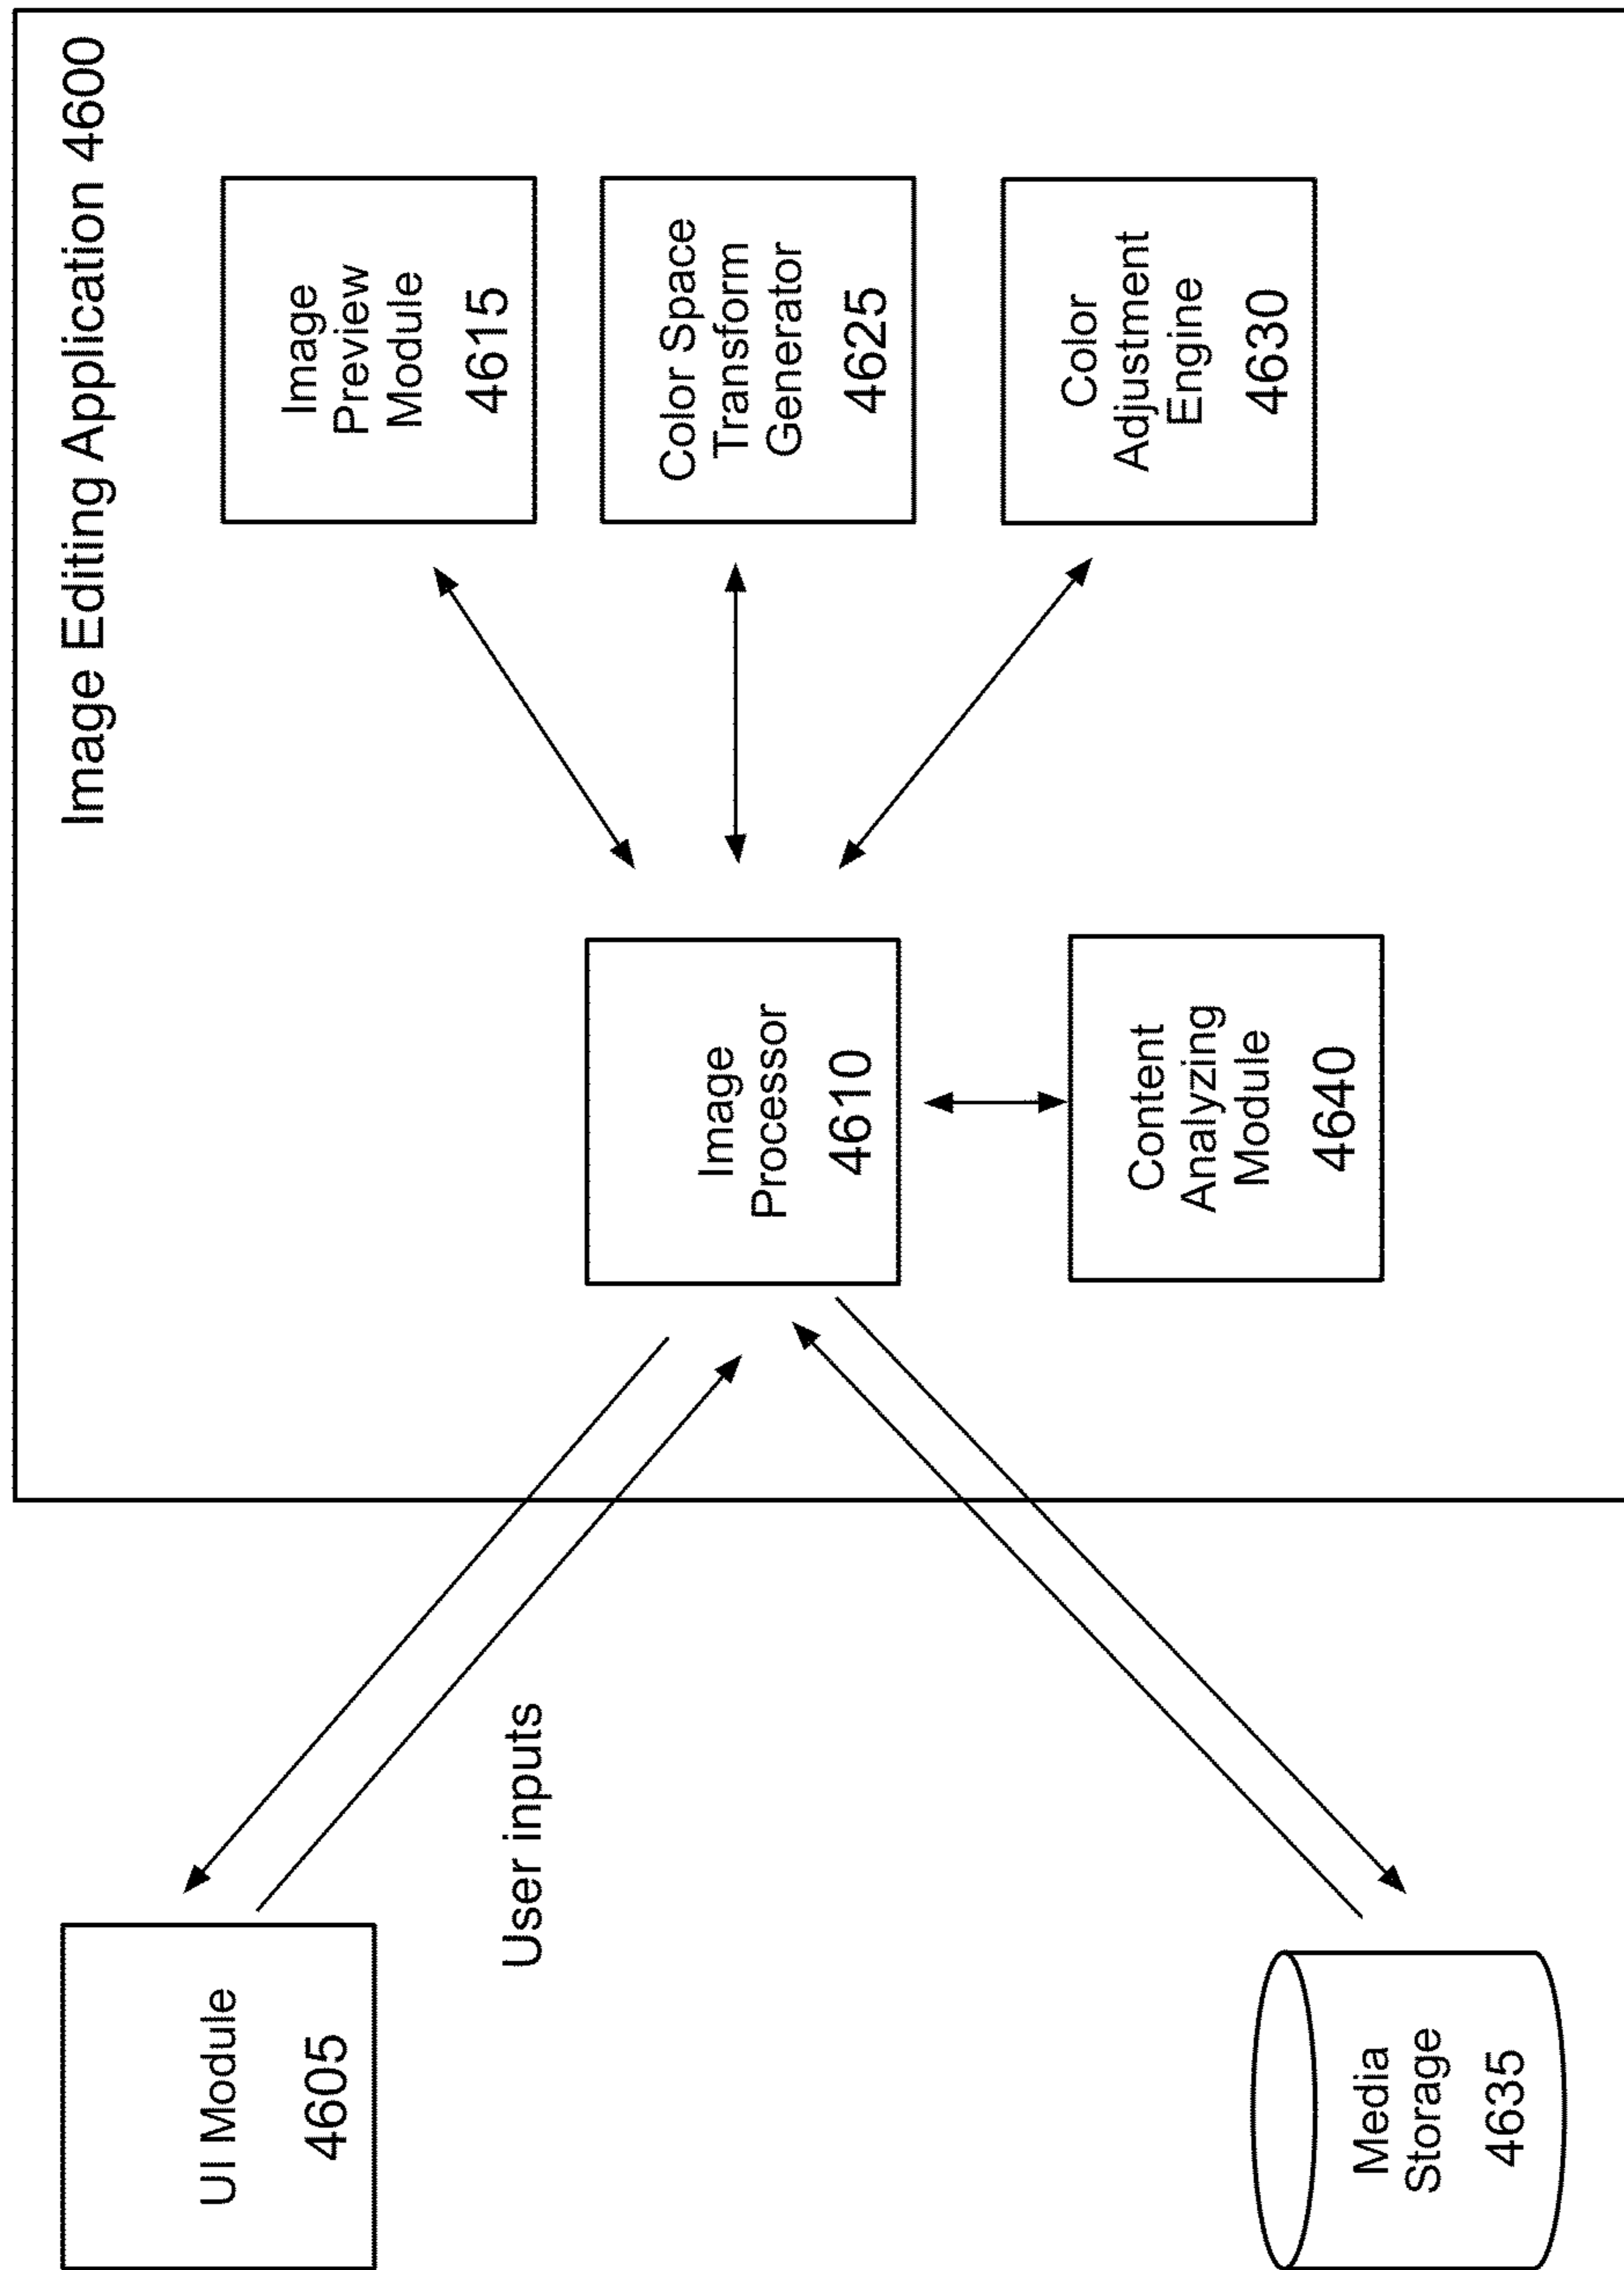 Image Editing Application 4600
UI Module
4605
User inputs
Image
Processor
4610
Image
Preview
Module
4615
Color Space
Transform
Generator
4625
Color
Adjustment
Engine
4630
Content
Analyzing
Module
4640
Media
Storage
4635